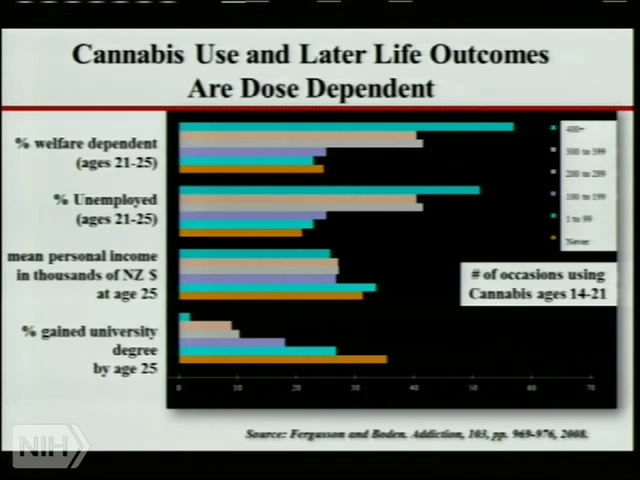 Cannabis Use and Later Life Outcomes
Are Dose Dependent
% welfare dependent
(ages 21-25)
% Unemployed
(ages 21-25)
mean personal income
in thousands of NZ $
at age 25
% gained university
degree
by age 25
400+
300 to 399
200 to 299
100 to 199
1 to 99
Never
# of occasions using
Cannabis ages 14-21
0 10 20 30 40 50 60 70
Source: Fergusson and Boden. Addiction, 103, pp. 969-976, 2008.
NIH